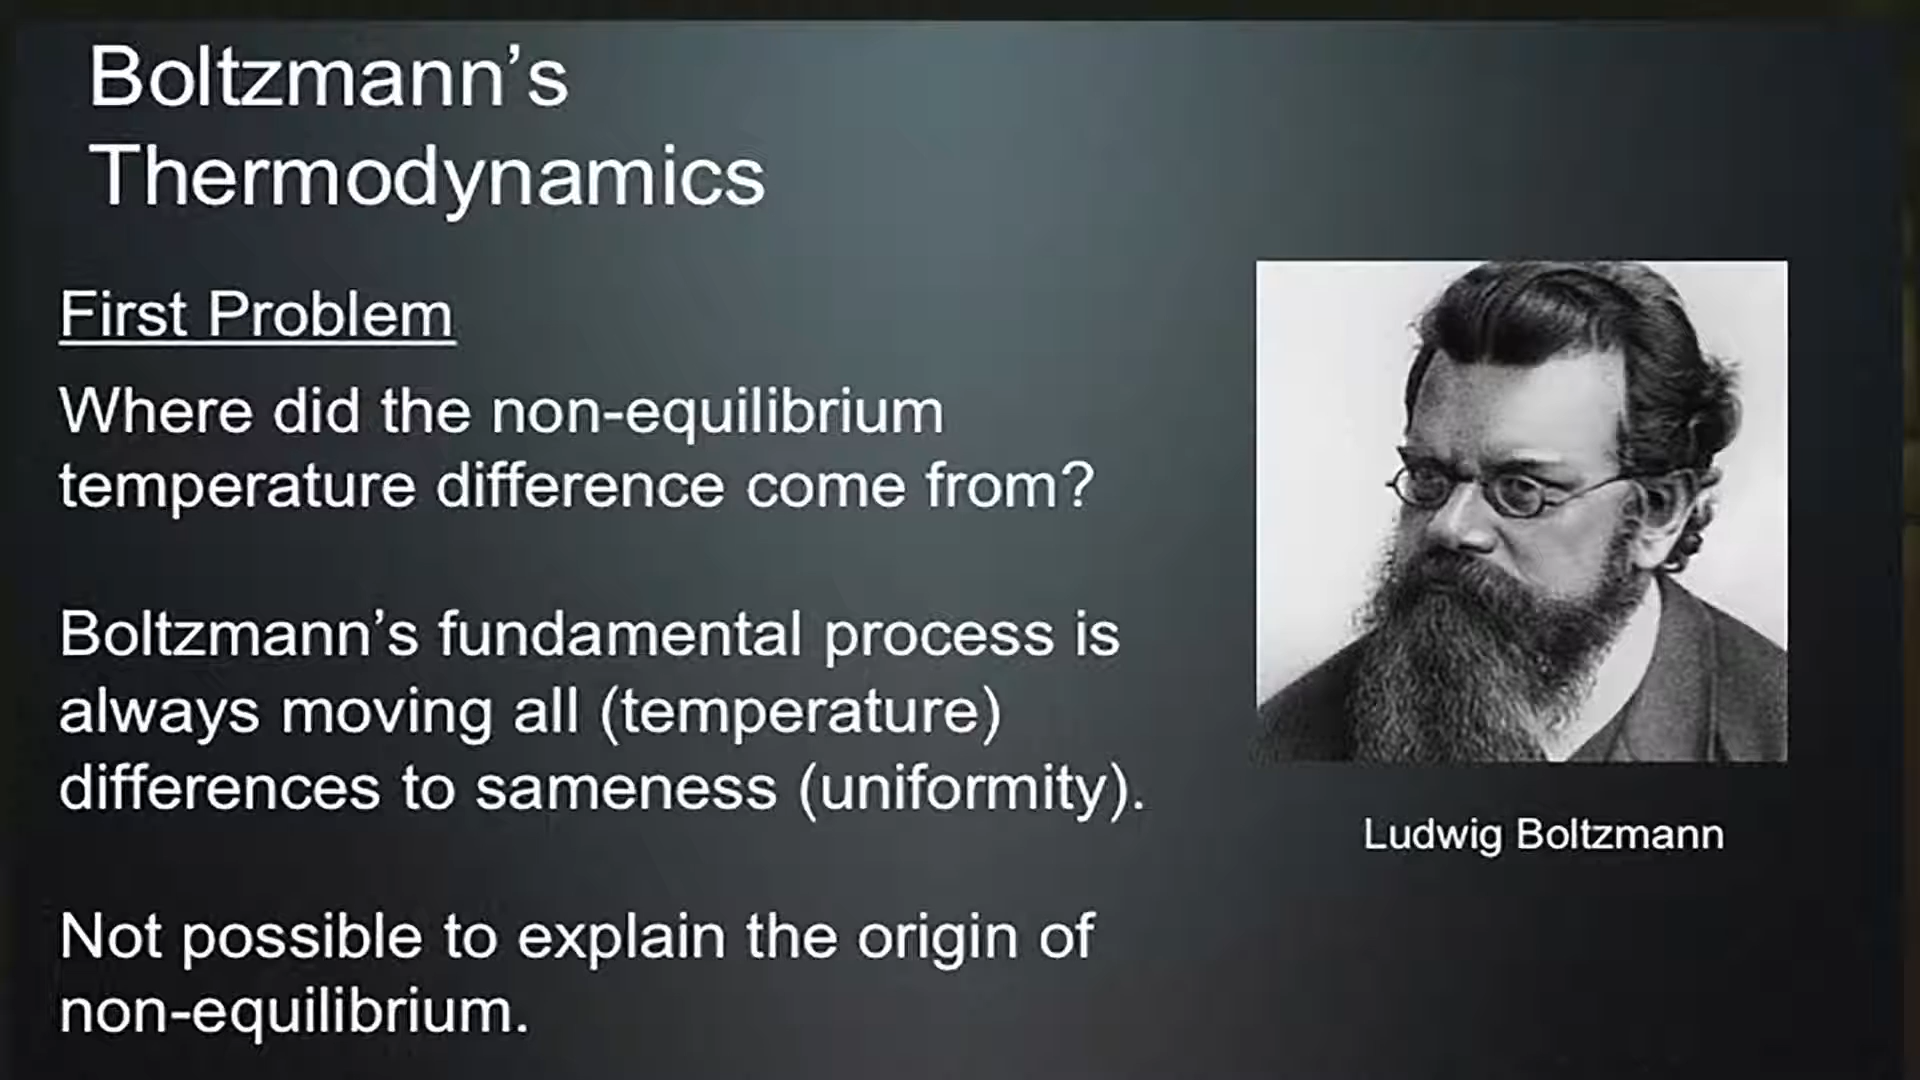 Boltzmann’s
Thermodynamics
First Problem
Where did the non-equilibrium
temperature difference come from?
Boltzmann’s fundamental process is
always moving all (temperature)
differences to sameness (uniformity).
Not possible to explain the origin of
non-equilibrium.
Ludwig Boltzmann